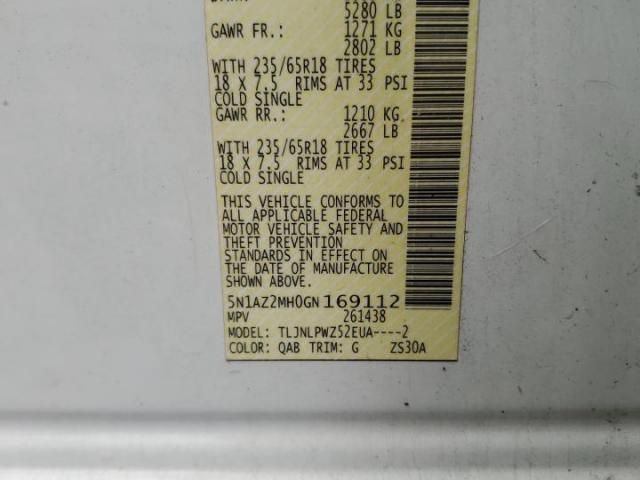 5280 LB
GAWR FR.: 1271 KG
2802 LB
WITH 235/65R18 TIRES
18 X 7.5 RIMS AT 33 PSI
COLD SINGLE
GAWR RR.: 1210 KG
2667 LB
WITH 235/65R18 TIRES
18 X 7.5 RIMS AT 33 PSI
COLD SINGLE
THIS VEHICLE CONFORMS TO
ALL APPLICABLE FEDERAL
MOTOR VEHICLE SAFETY AND
THEFT PREVENTION
STANDARDS IN EFFECT ON
THE DATE OF MANUFACTURE
SHOWN ABOVE.
5N1AZ2MH0GN169112
MPV 261438
MODEL: TLJNLPWZ52EUA----2
COLOR: QAB TRIM: G ZS30A